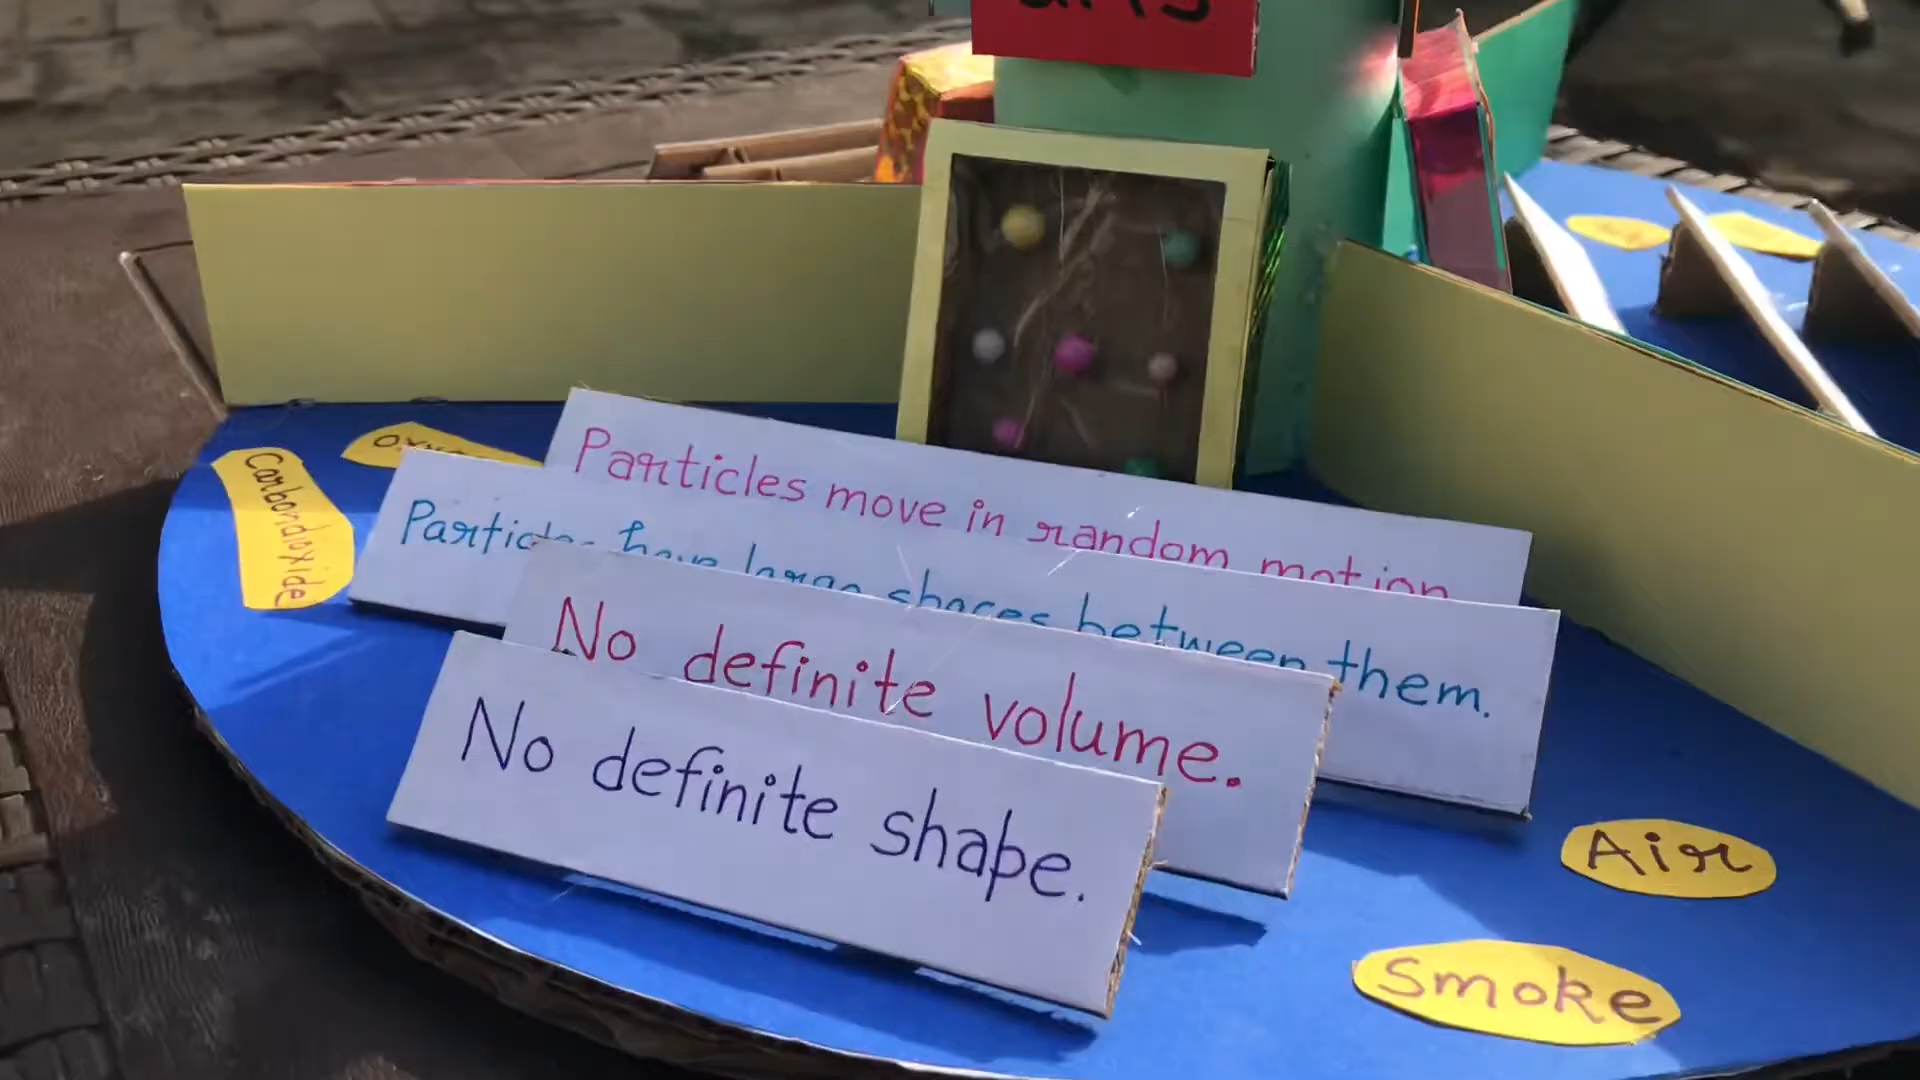 Carbondioxide
Particles move in random motion
Particles have large spaces between them.
No definite volume.
No definite shape.
Air
Smoke